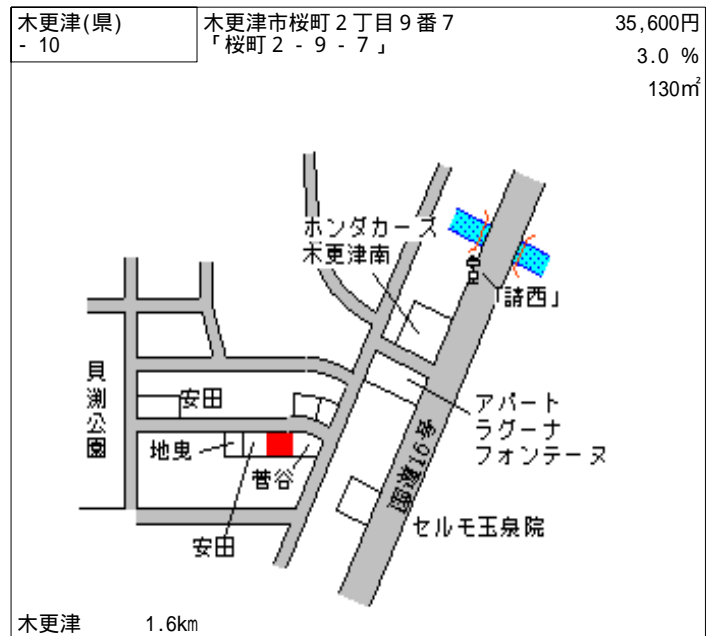 木更津(県)
- 10
木更津市桜町2丁目9番7
「桜町2-9-7」
35,600円
3.0 %
130㎡
ホンダカーズ
木更津南
「請西」
貝渕公園
安田
アパート
ラグーナ
フォンテーヌ
地曳
菅谷
国道16号
セルモ玉泉院
安田
木更津 1.6km